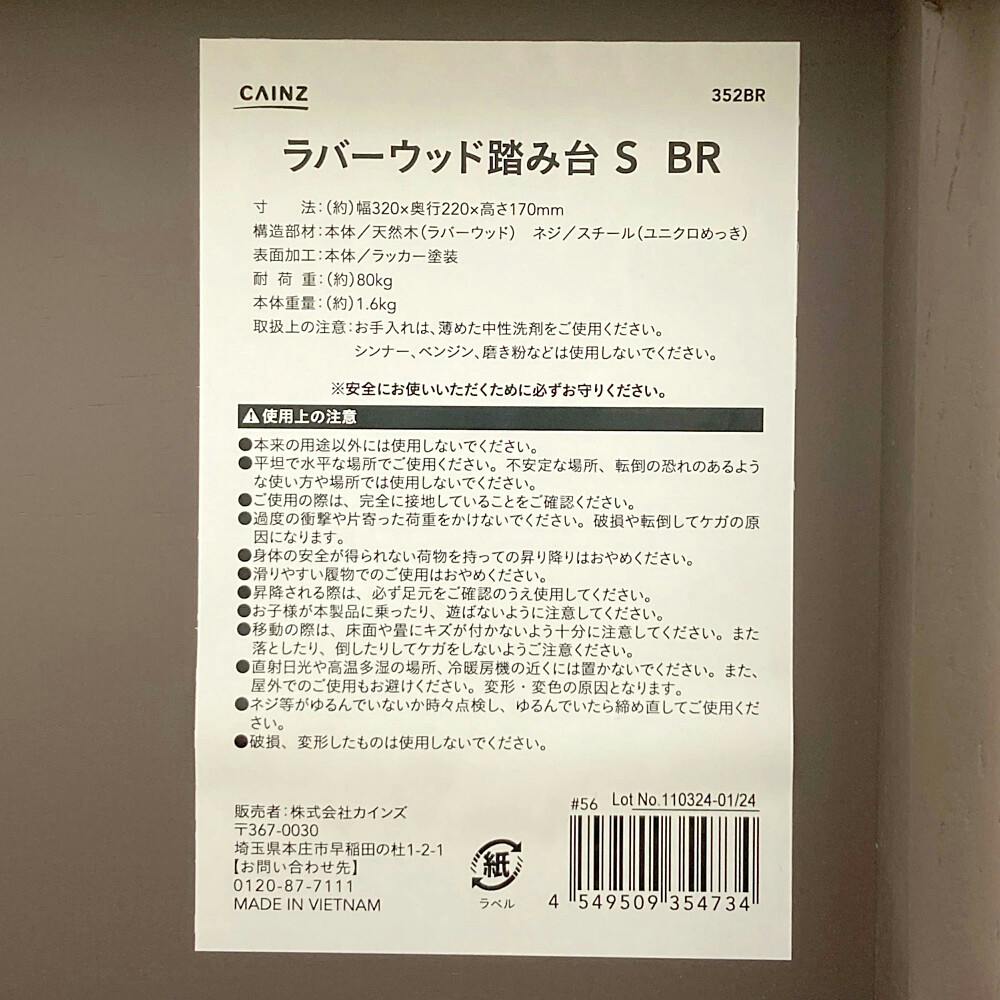 CAINZ
352BR
ラバーウッド踏み台 S BR
寸　法：（約）幅320×奥行220×高さ170mm
構造部材：本体／天然木（ラバーウッド） ネジ／スチール（ユニクロめっき）
表面加工：本体／ラッカー塗装
耐荷重：（約）80kg
本体重量：（約）1.6kg
取扱上の注意：お手入れは、薄めた中性洗剤をご使用ください。
シンナー、ベンジン、磨き粉などは使用しないでください。
※安全にお使いいただくために必ずお守りください。
⚠使用上の注意
●本来の用途以外には使用しないでください。
●平坦で水平な場所でご使用ください。不安定な場所、転倒の恐れのあるよう
な使い方や場所では使用しないでください。
●ご使用の際は、完全に接地していることをご確認ください。
●過度の衝撃や片寄った荷重をかけないでください。破損や転倒してケガの原
因になります。
●身体の安全が得られない荷物を持っての昇り降りはおやめください。
●滑りやすい履物でのご使用はおやめください。
●昇降される際は、必ず足元をご確認のうえ使用してください。
●お子様が本製品に乗ったり、遊ばないように注意してください。
●移動の際は、床面や畳にキズが付かないよう十分に注意してください。また
落としたり、倒したりしてケガをしないようご注意ください。
●直射日光や高温多湿の場所、冷暖房機の近くには置かないでください。また、
屋外でのご使用もお避けください。変形・変色の原因となります。
●ネジ等がゆるんでいないか時々点検し、ゆるんでいたら締め直してご使用くだ
さい。
●破損、変形したものは使用しないでください。
販売者：株式会社カインズ
〒367-0030
埼玉県本庄市早稲田の杜1-2-1
【お問い合わせ先】
0120-87-7111
MADE IN VIETNAM
紙
ラベル
#56 Lot No.110324-01/24
4 549509 354734